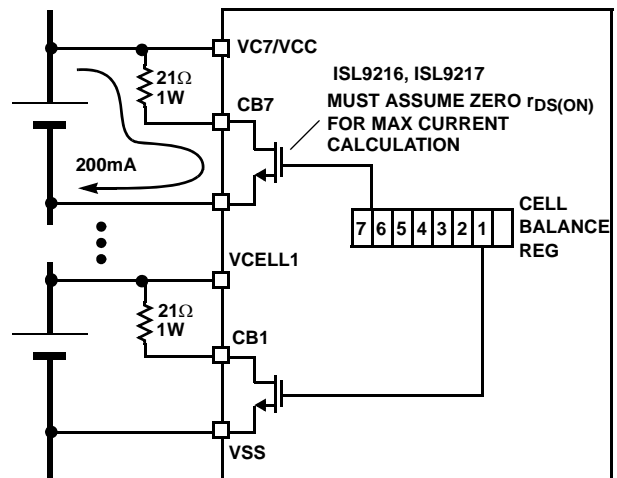 VC7/VCC
21Ω
1W
CB7
200mA
ISL9216, ISL9217
MUST ASSUME ZERO rDS(ON)
FOR MAX CURRENT
CALCULATION
7 6 5 4 3 2 1
CELL
BALANCE
REG
VCELL1
21Ω
1W
CB1
VSS